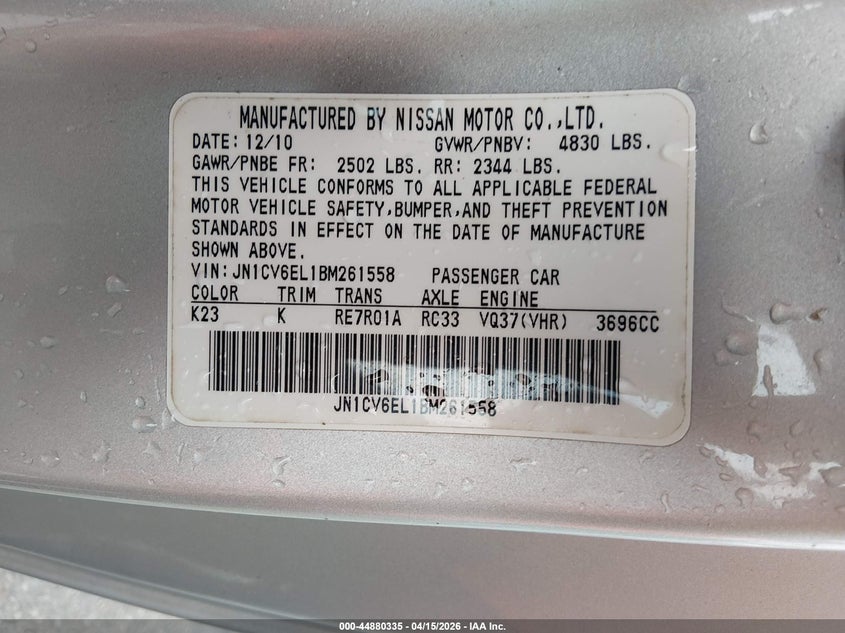 MANUFACTURED BY NISSAN MOTOR CO.,LTD.
DATE: 12/10 GVWR/PNBV: 4830 LBS.
GAWR/PNBE FR: 2502 LBS. RR: 2344 LBS.
THIS VEHICLE CONFORMS TO ALL APPLICABLE FEDERAL
MOTOR VEHICLE SAFETY,BUMPER,AND THEFT PREVENTION
STANDARDS IN EFFECT ON THE DATE OF MANUFACTURE
SHOWN ABOVE.
VIN:JN1CV6EL1BM261558 PASSENGER CAR
COLOR TRIM TRANS AXLE ENGINE
K23 K RE7R01A RC33 VQ37(VHR) 3696CC
JN1CV6EL1BM261558
000-44880335 - 04/15/2026 - IAA Inc.